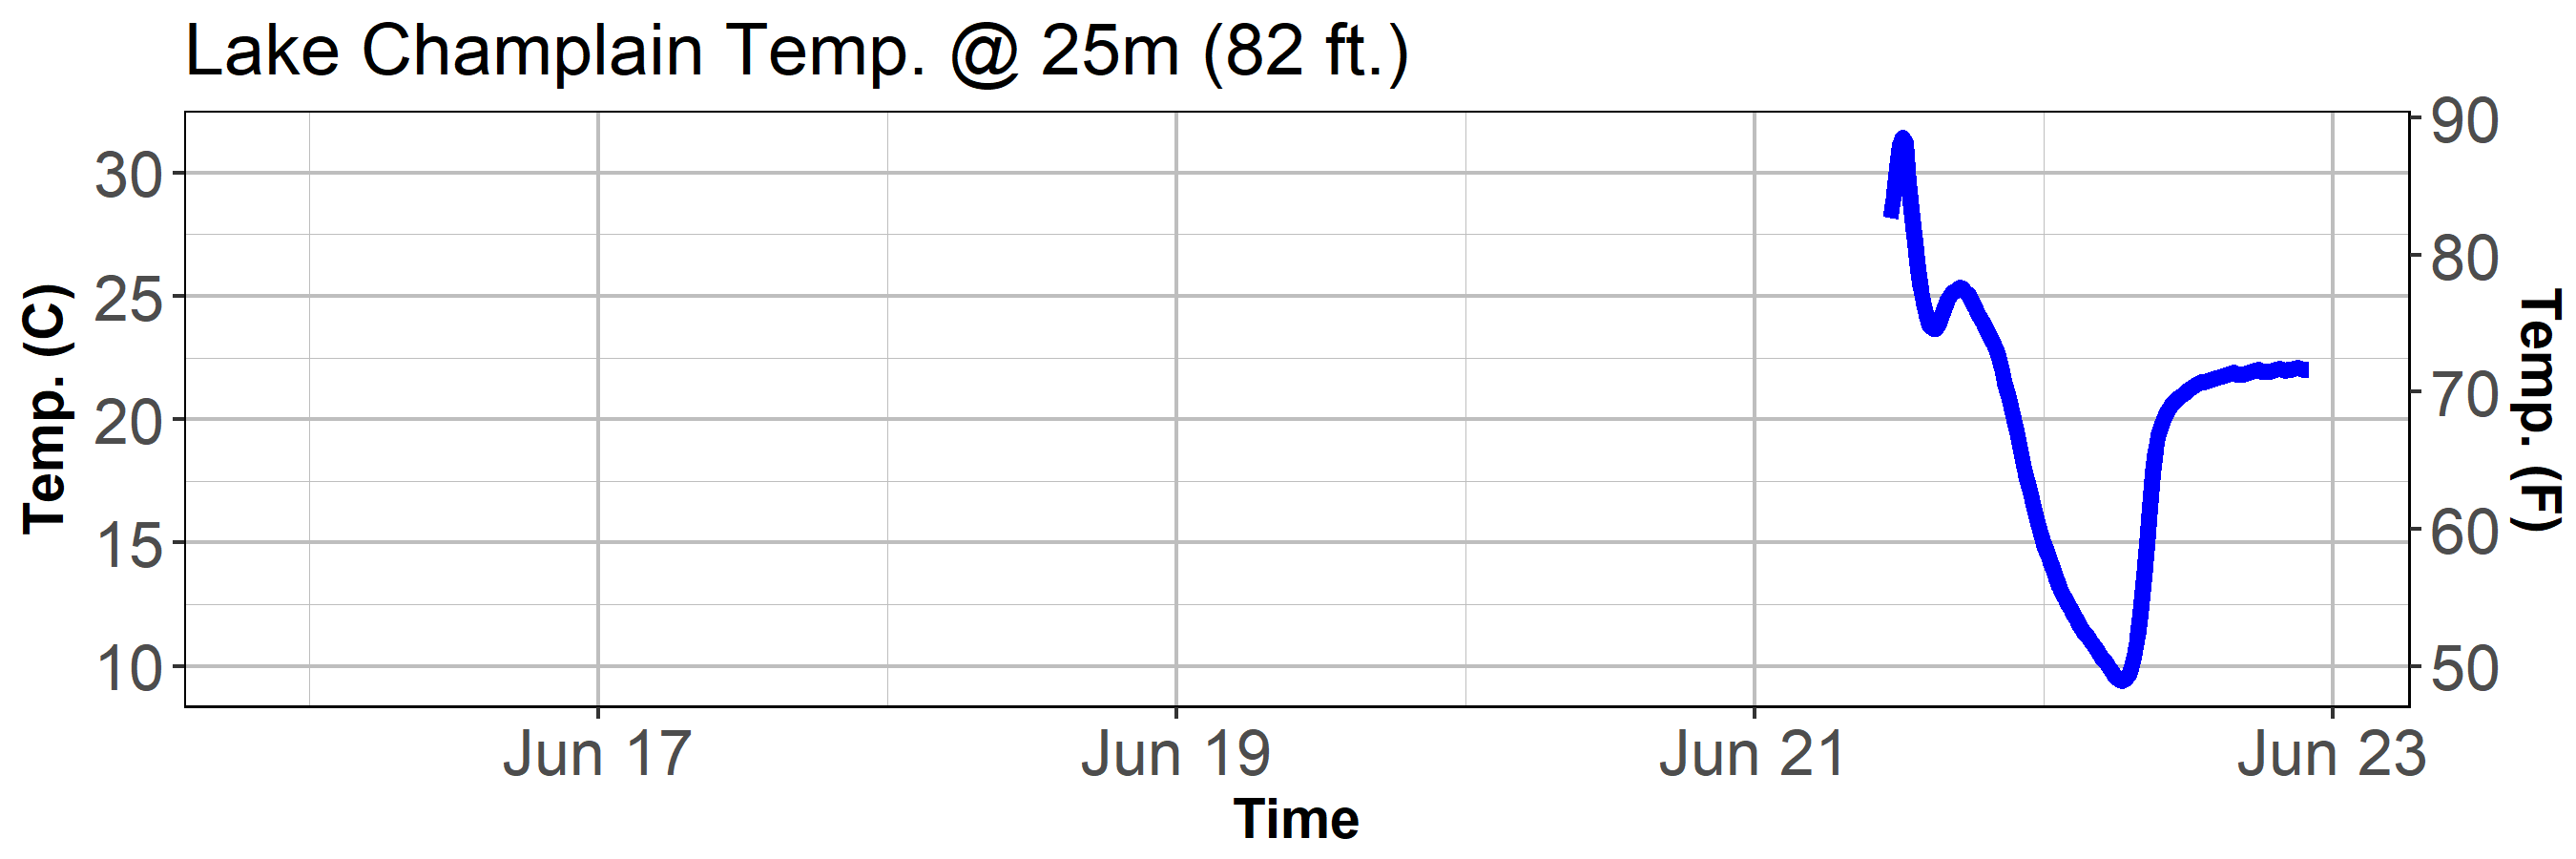 Lake Champlain Temp. @ 25m (82 ft.)
Temp. (C)
30
25
20
15
10
90
80
70
60
50
Temp. (F)
Jun 17
Jun 19
Jun 21
Jun 23
Time